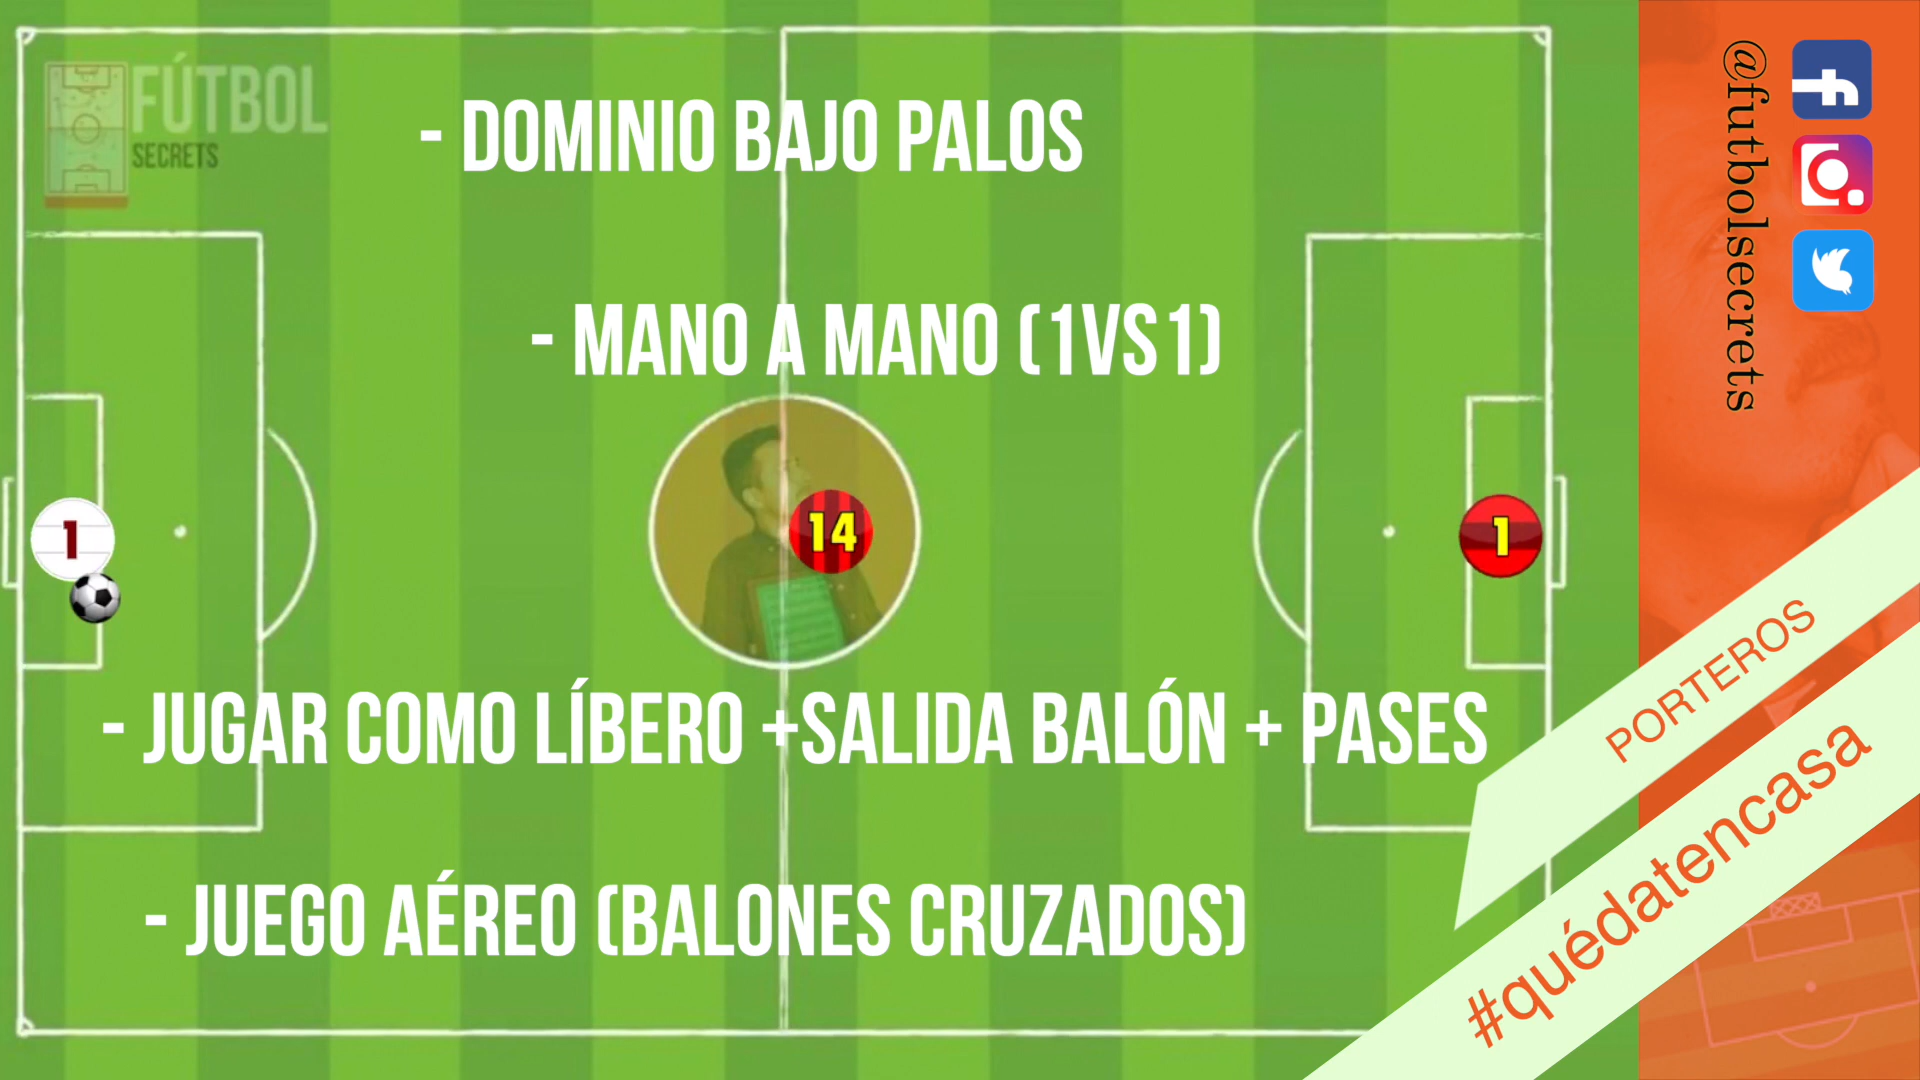 FÚTBOL
SECRETS
- DOMINIO BAJO PALOS
- MANO A MANO (1VS1)
1
14
1
- JUGAR COMO LÍBERO +SALIDA BALÓN + PASES
- JUEGO AÉREO (BALONES CRUZADOS)
@futbolsecrets
PORTEROS
#quédatencasa